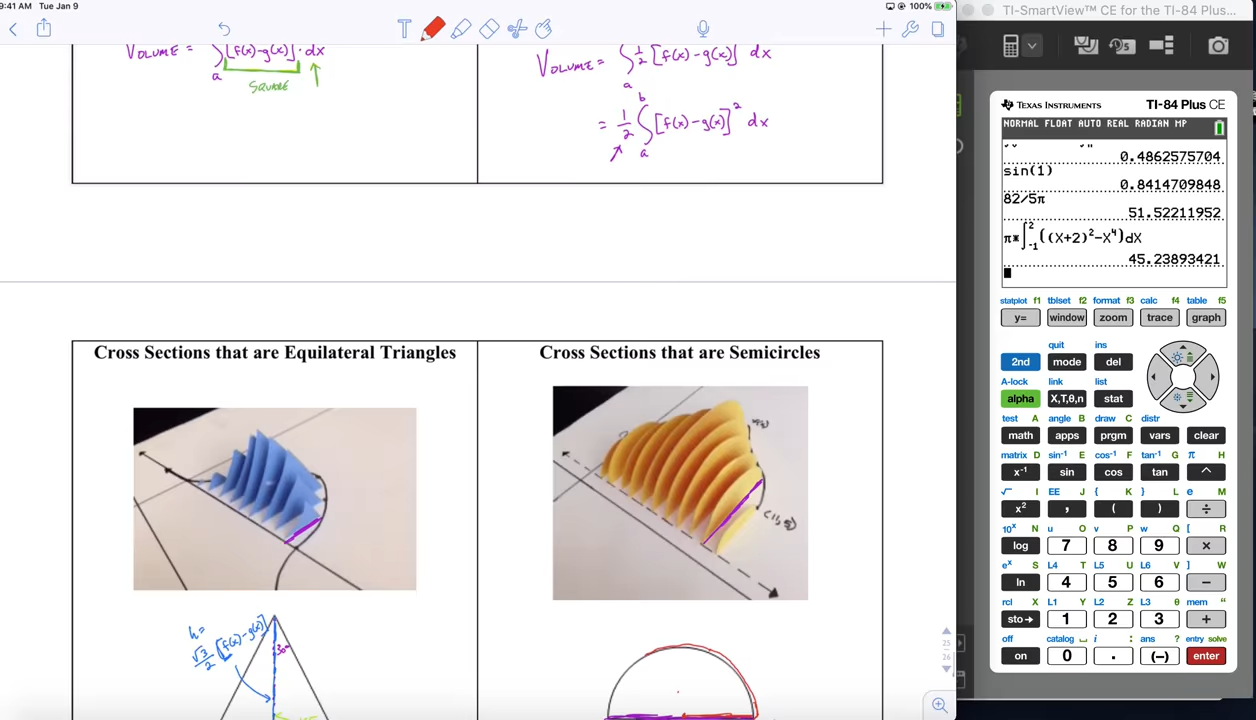 9:41 AM Tue Jan 9
100%
TI-SmartView™ CE for the TI-84 Plus...
T
VOLUME = ∫ [f(x)-g(x)] · dx
a
SQUARE
VOLUME = ∫ 1/2 [f(x)-g(x)] dx
a
b
= 1/2 ∫ [f(x)-g(x)]² dx
a
Cross Sections that are Equilateral Triangles
Cross Sections that are Semicircles
h=
√3/2 [f(x)-g(x)]
30°
25
26
TEXAS INSTRUMENTS
TI-84 Plus CE
NORMAL FLOAT AUTO REAL RADIAN MP
0.4862575704
sin(1)
0.8414709848
82/5π
51.52211952
π*∫ 2 -1 ((X+2)²-X⁴)dX
45.23893421
statplot f1 tblset f2 format f3 calc f4 table f5
y= window zoom trace graph
quit ins
2nd mode del
A-lock link list
alpha X,T,θ,n stat
test A angle B draw C distr
math apps prgm vars clear
matrix D sin⁻¹ E cos⁻¹ F tan⁻¹ G π H
x⁻¹ sin cos tan ^
√ I EE J { K } L e M
x² , ( ) ÷
10ˣ N u O v P w Q [ R
log 7 8 9 ×
eˣ S L4 T L5 U L6 V ] W
ln 4 5 6 −
rcl X L1 Y L2 Z L3 θ mem "
sto→ 1 2 3 +
off catalog ⎵ i : ans ? entry solve
on 0 . (−) enter